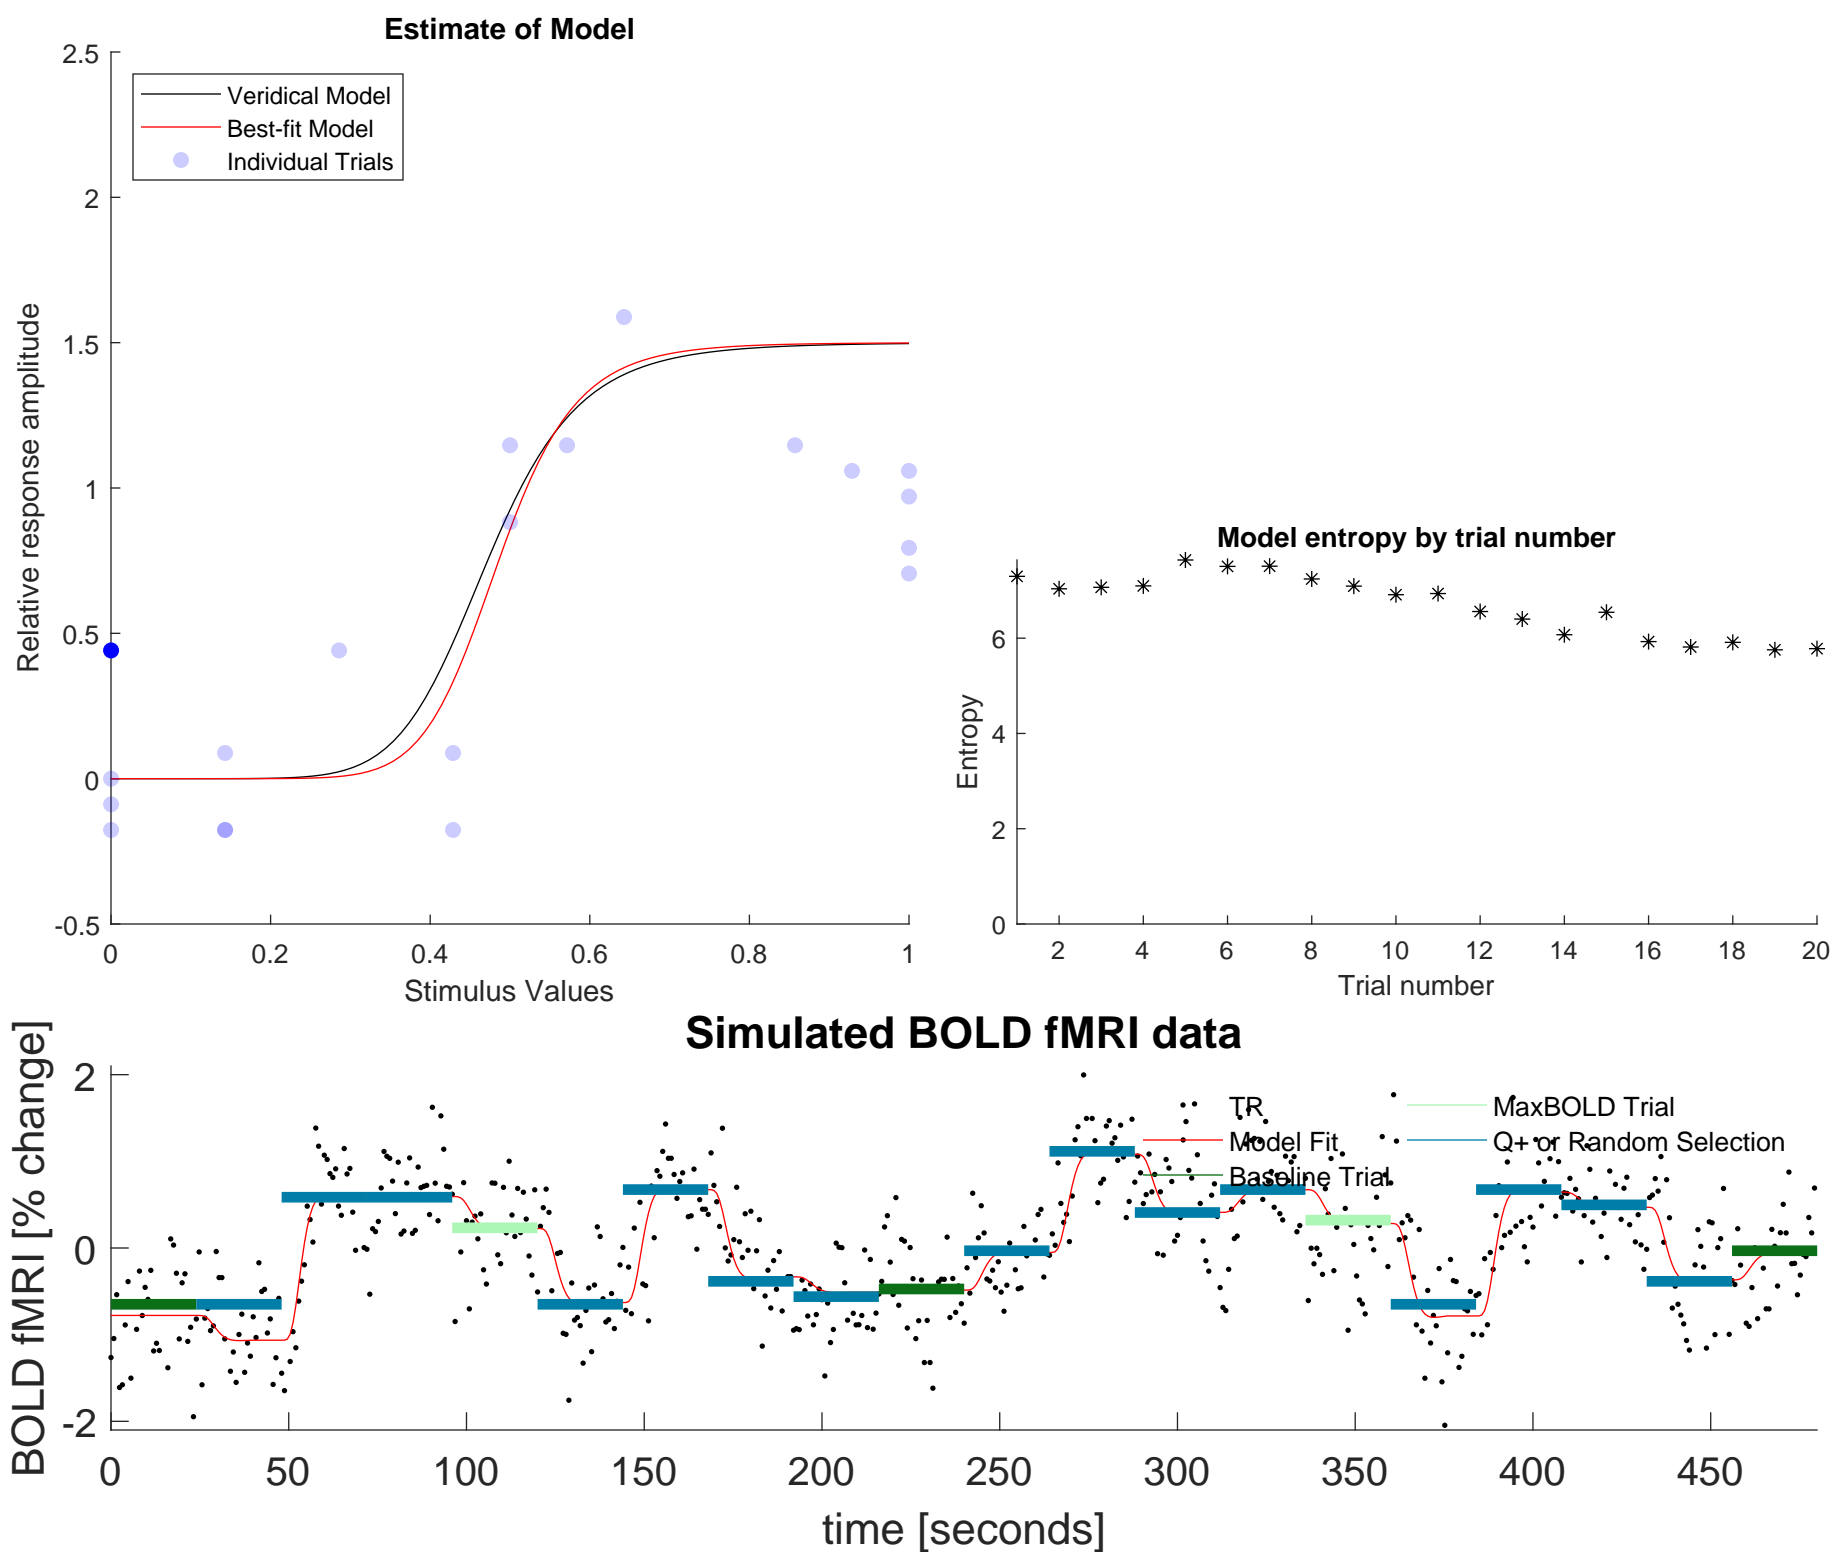 Estimate of Model
2.5
2
1.5
1
0.5
0
-0.5
Relative response amplitude
Veridical Model
Best-fit Model
Individual Trials
0 0.2 0.4 0.6 0.8 1
Stimulus Values
Model entropy by trial number
6
4
2
0
Entropy
2 4 6 8 10 12 14 16 18 20
Trial number
Simulated BOLD fMRI data
2
0
-2
BOLD fMRI [% change]
TR
Model Fit
Baseline Trial
MaxBOLD Trial
Q+ or Random Selection
0 50 100 150 200 250 300 350 400 450
time [seconds]